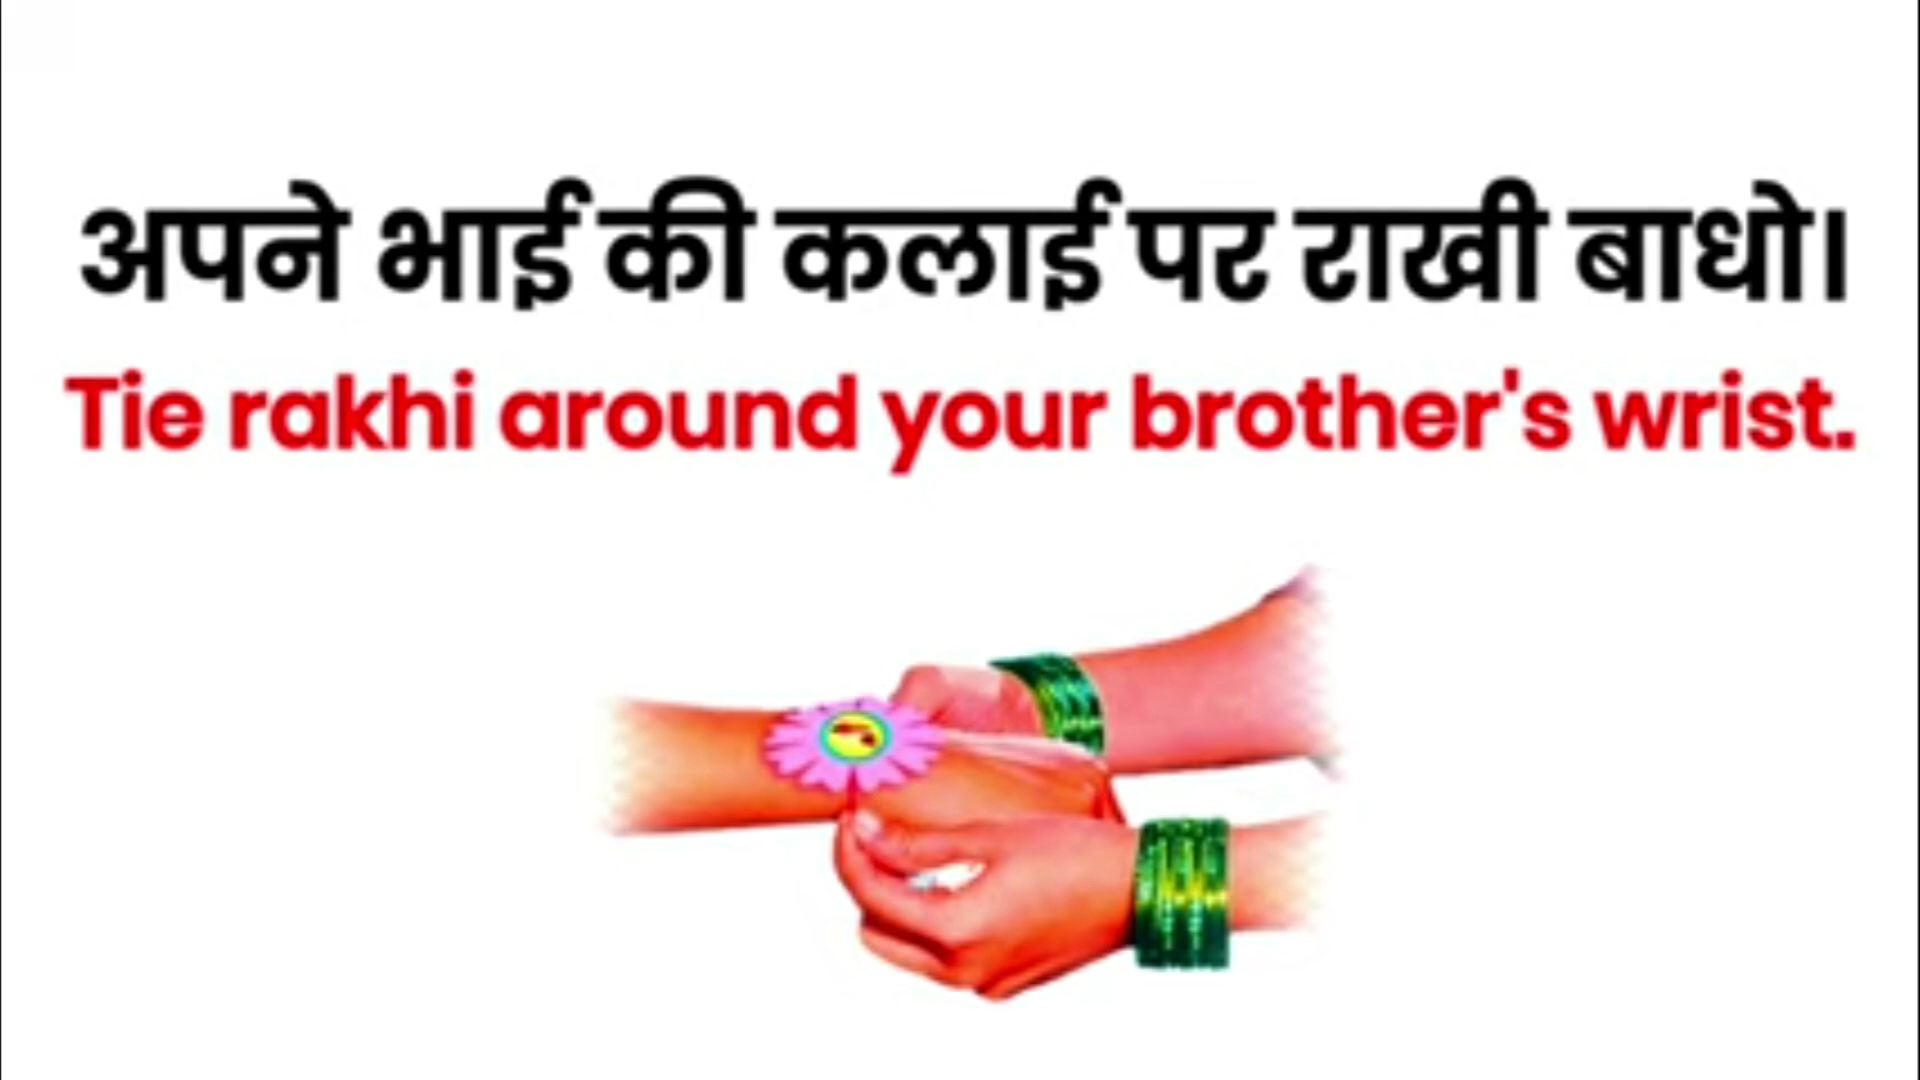 अपने भाई की कलाई पर राखी बाधो।
Tie rakhi around your brother's wrist.